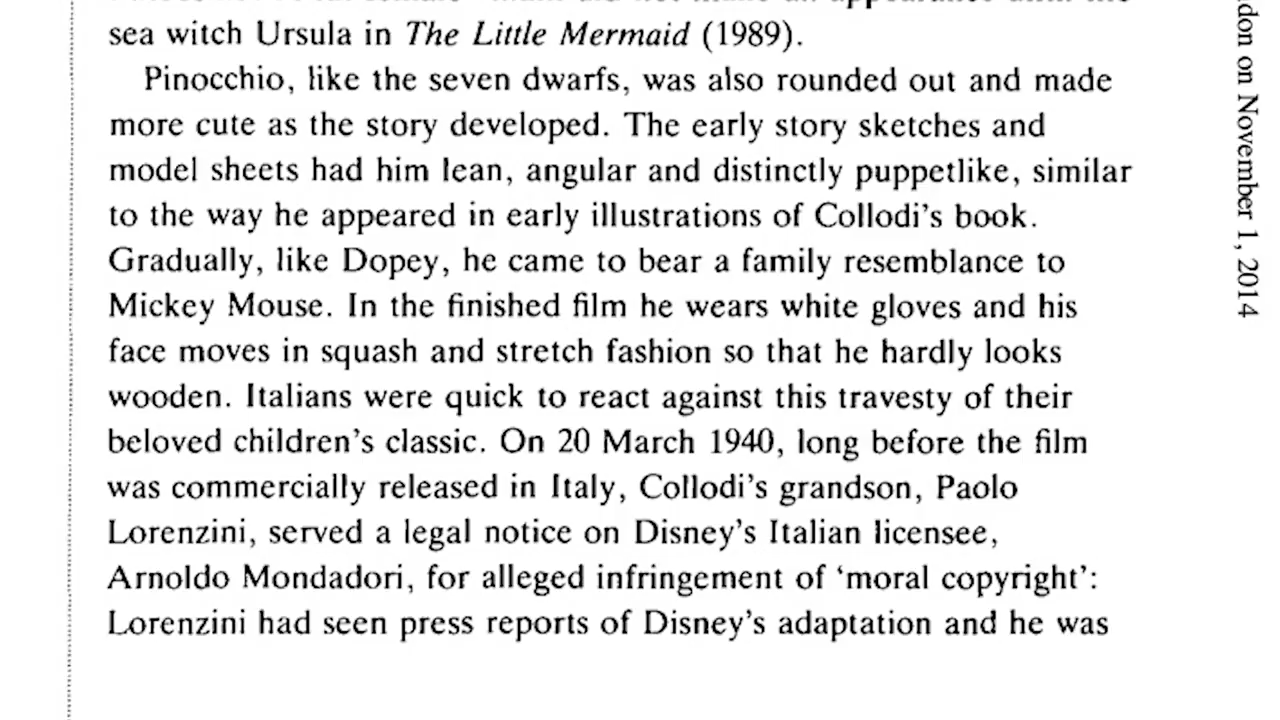 sea witch Ursula in The Little Mermaid (1989).
Pinocchio, like the seven dwarfs, was also rounded out and made
more cute as the story developed. The early story sketches and
model sheets had him lean, angular and distinctly puppetlike, similar
to the way he appeared in early illustrations of Collodi's book.
Gradually, like Dopey, he came to bear a family resemblance to
Mickey Mouse. In the finished film he wears white gloves and his
face moves in squash and stretch fashion so that he hardly looks
wooden. Italians were quick to react against this travesty of their
beloved children's classic. On 20 March 1940, long before the film
was commercially released in Italy, Collodi's grandson, Paolo
Lorenzini, served a legal notice on Disney's Italian licensee,
Arnoldo Mondadori, for alleged infringement of ‘moral copyright’:
Lorenzini had seen press reports of Disney's adaptation and he was
on November 1, 2014